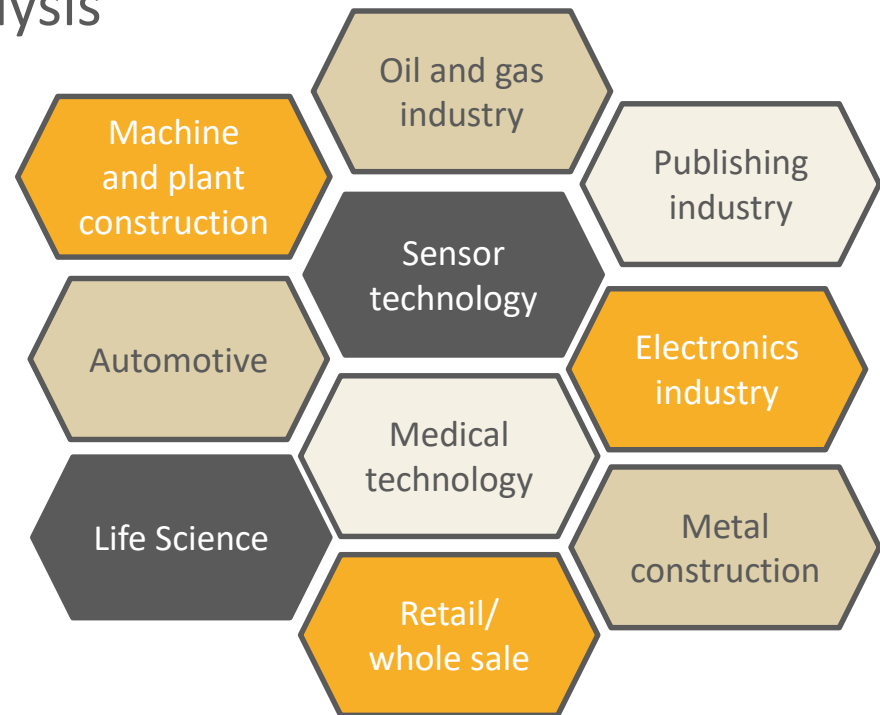 lysis
Oil and gas
industry
Machine
and plant
construction
Publishing
industry
Sensor
technology
Automotive
Electronics
industry
Medical
technology
Life Science
Metal
construction
Retail/
whole sale